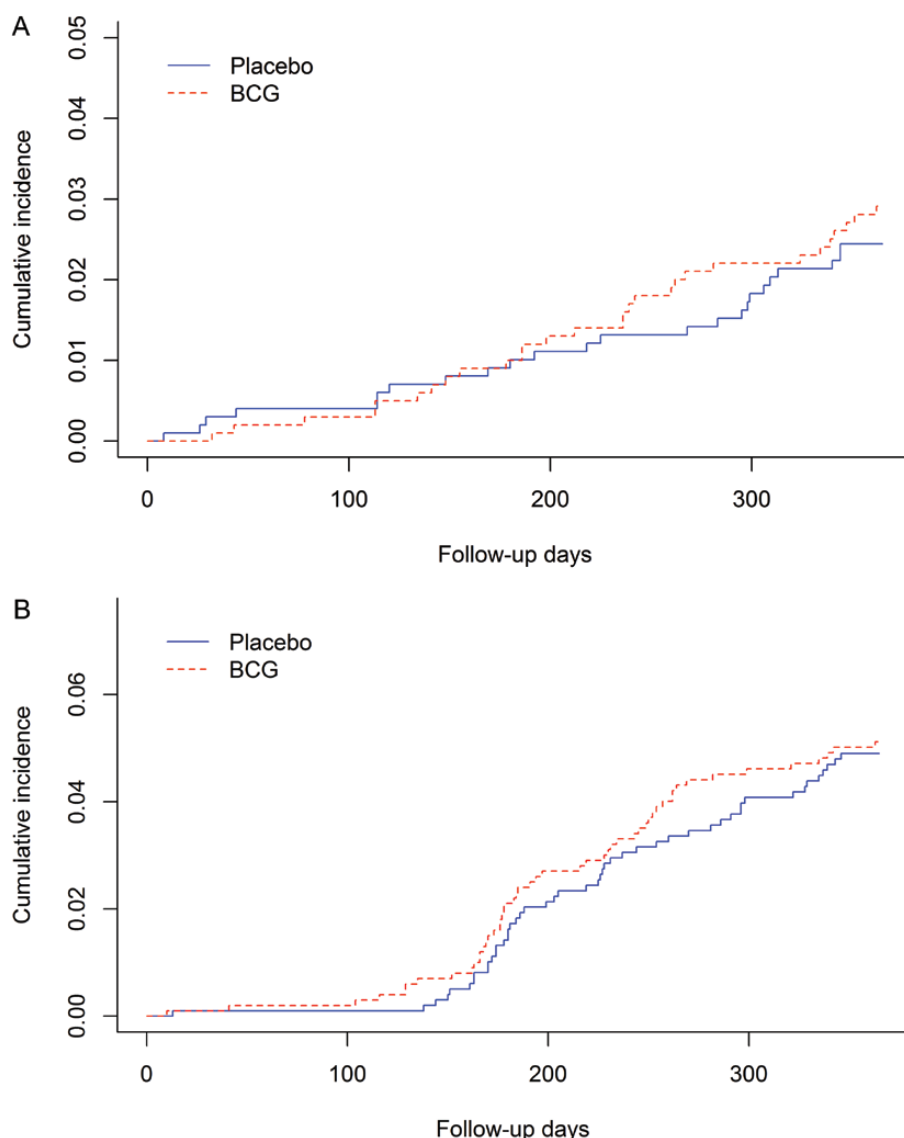 A
Placebo
BCG
Cumulative incidence
0.05
0.04
0.03
0.02
0.01
0.00
0 100 200 300
Follow-up days
B
Placebo
BCG
Cumulative incidence
0.06
0.04
0.02
0.00
0 100 200 300
Follow-up days